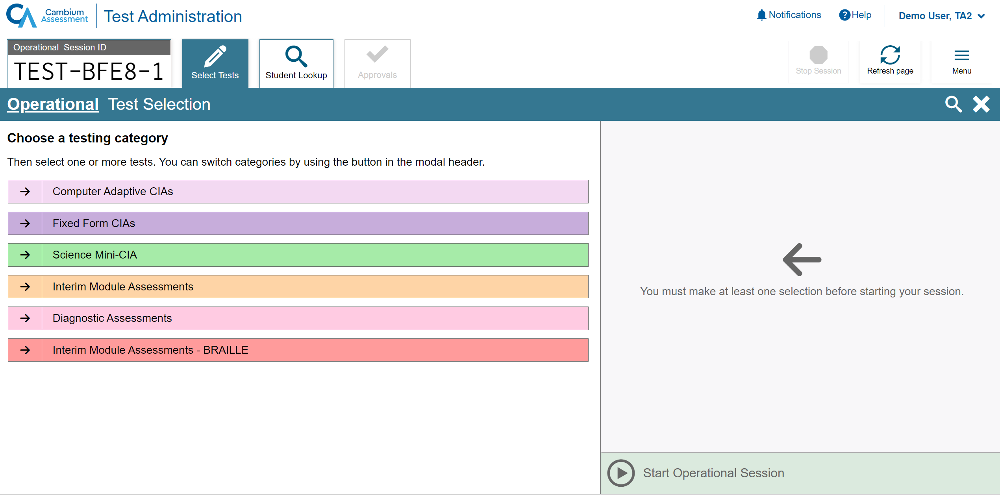 Cambium
Assessment
Test Administration
Notifications
Help
Demo User, TA2
Operational Session ID
TEST-BFE8-1
Select Tests
Student Lookup
Approvals
Stop Session
Refresh page
Menu
Operational Test Selection
Choose a testing category
Then select one or more tests. You can switch categories by using the button in the modal header.
Computer Adaptive CIAs
Fixed Form CIAs
Science Mini-CIA
Interim Module Assessments
Diagnostic Assessments
Interim Module Assessments - BRAILLE
You must make at least one selection before starting your session.
Start Operational Session